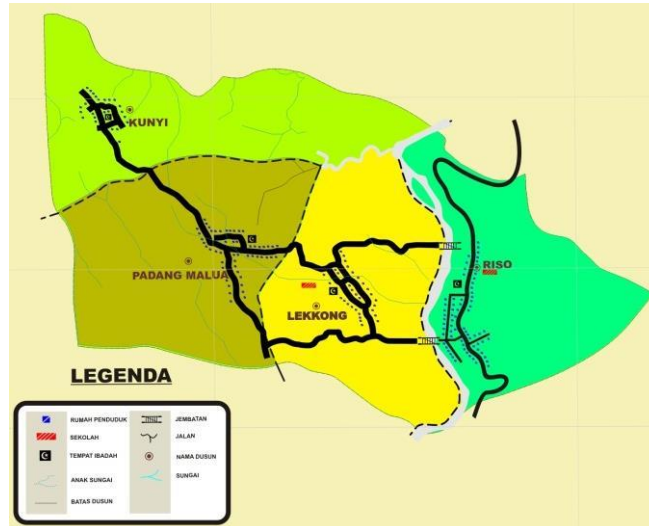 KUNYI
PADANG MALUA
RISO
LEKKONG
LEGENDA
RUMAH PENDUDUK
SEKOLAH
TEMPAT IBADAH
ANAK SUNGAI
BATAS DUSUN
JEMBATAN
JALAN
NAMA DUSUN
SUNGAI